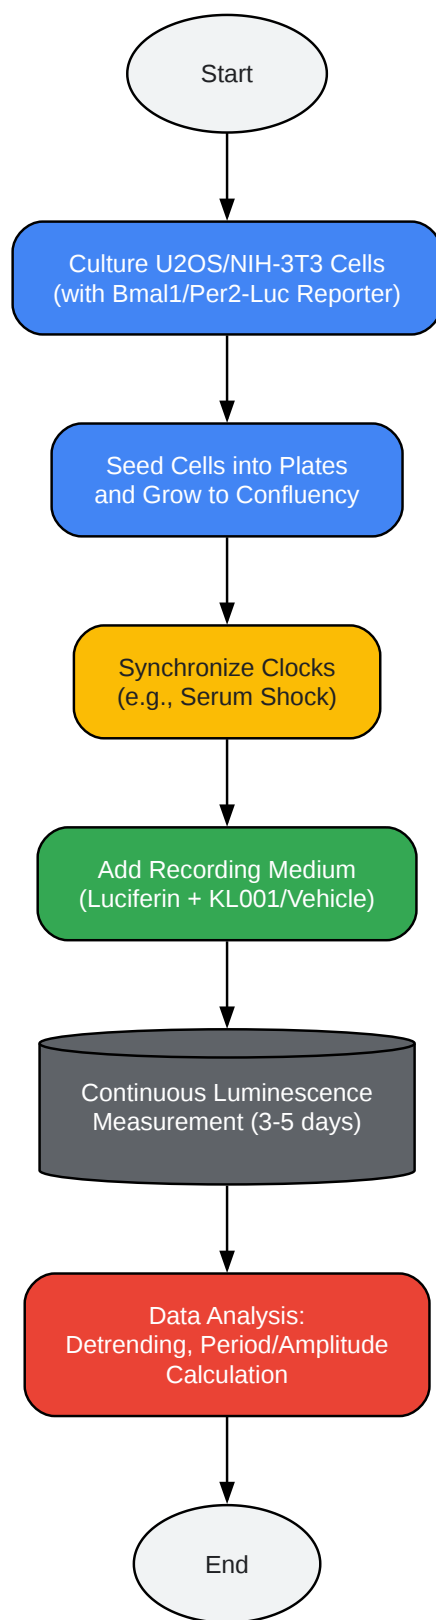 Start
Culture U2OS/NIH-3T3 Cells
(with Bmal1/Per2-Luc Reporter)
Seed Cells into Plates
and Grow to Confluency
Synchronize Clocks
(e.g., Serum Shock)
Add Recording Medium
(Luciferin + KL001/Vehicle)
Continuous Luminescence
Measurement (3-5 days)
Data Analysis:
Detrending, Period/Amplitude
Calculation
End